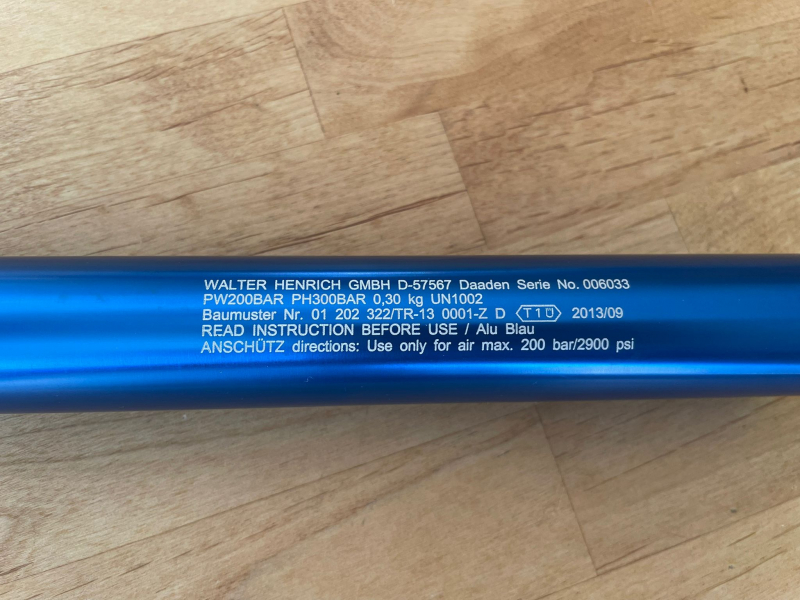 WALTER HENRICH GMBH D-57567 Daaden Serie No. 006033
PW200BAR PH300BAR 0,30 kg UN1002
Baumuster Nr. 01 202 322/TR-13 0001-Z D T1Ü 2013/09
READ INSTRUCTION BEFORE USE / Alu Blau
ANSCHÜTZ directions: Use only for air max. 200 bar/2900 psi